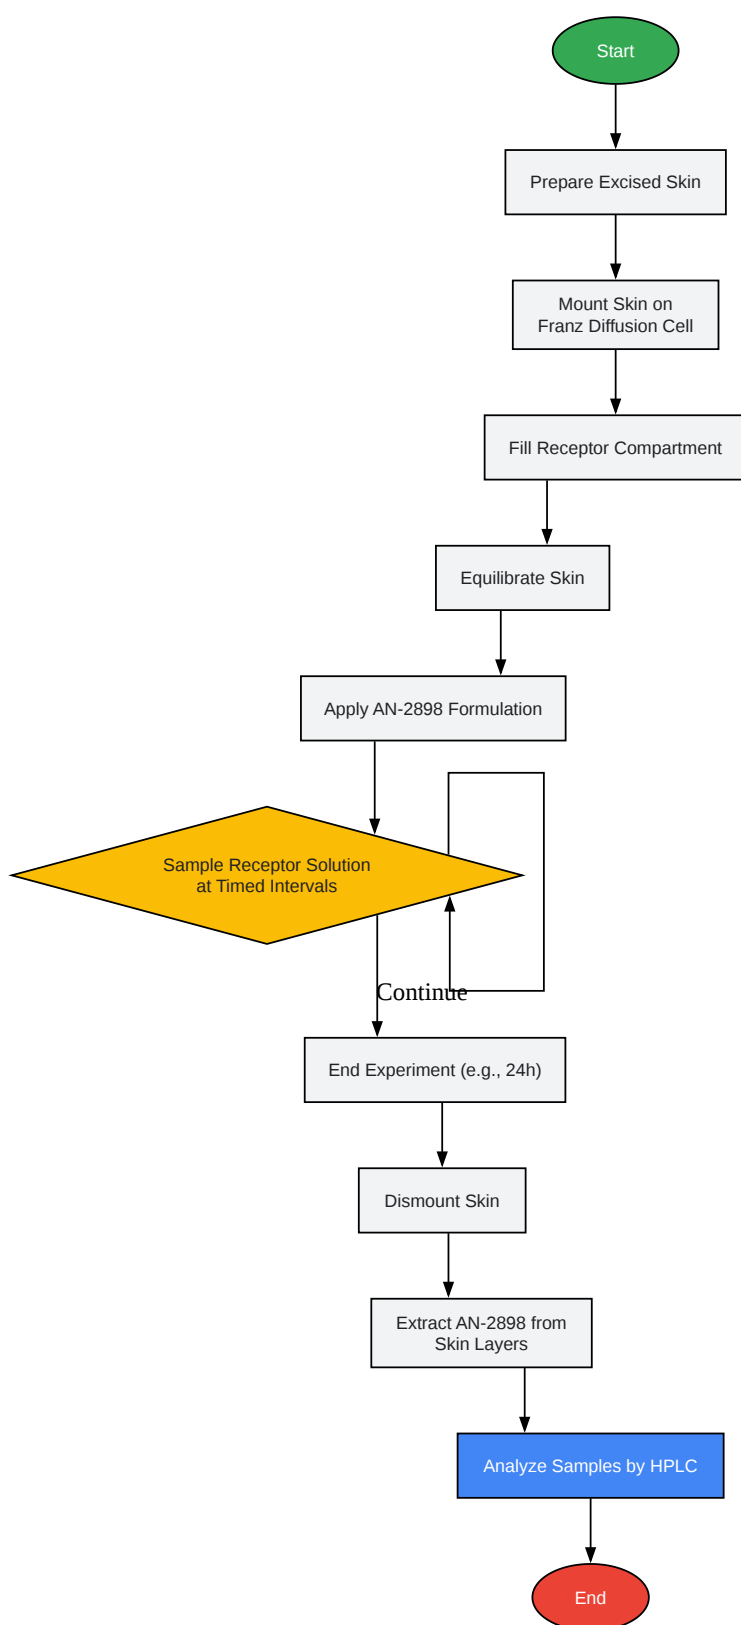 Start
Prepare Excised Skin
Mount Skin on
Franz Diffusion Cell
Fill Receptor Compartment
Equilibrate Skin
Apply AN-2898 Formulation
Sample Receptor Solution
at Timed Intervals
Continue
End Experiment (e.g., 24h)
Dismount Skin
Extract AN-2898 from
Skin Layers
Analyze Samples by HPLC
End